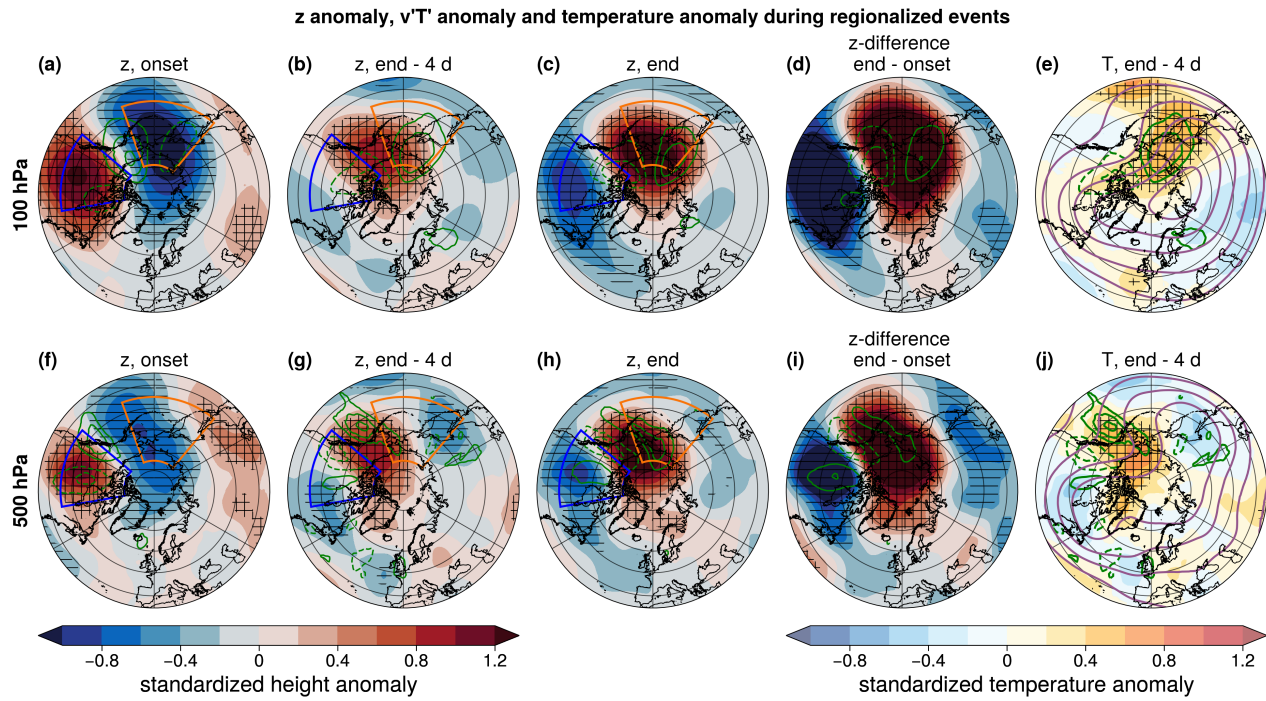 z anomaly, v'T' anomaly and temperature anomaly during regionalized events
(a) z, onset
(b) z, end - 4 d
(c) z, end
(d) z-difference
end - onset
(e) T, end - 4 d
100 hPa
(f) z, onset
(g) z, end - 4 d
(h) z, end
(i) z-difference
end - onset
(j) T, end - 4 d
500 hPa
−0.8 −0.4 0 0.4 0.8 1.2
standardized height anomaly
−0.8 −0.4 0 0.4 0.8 1.2
standardized temperature anomaly